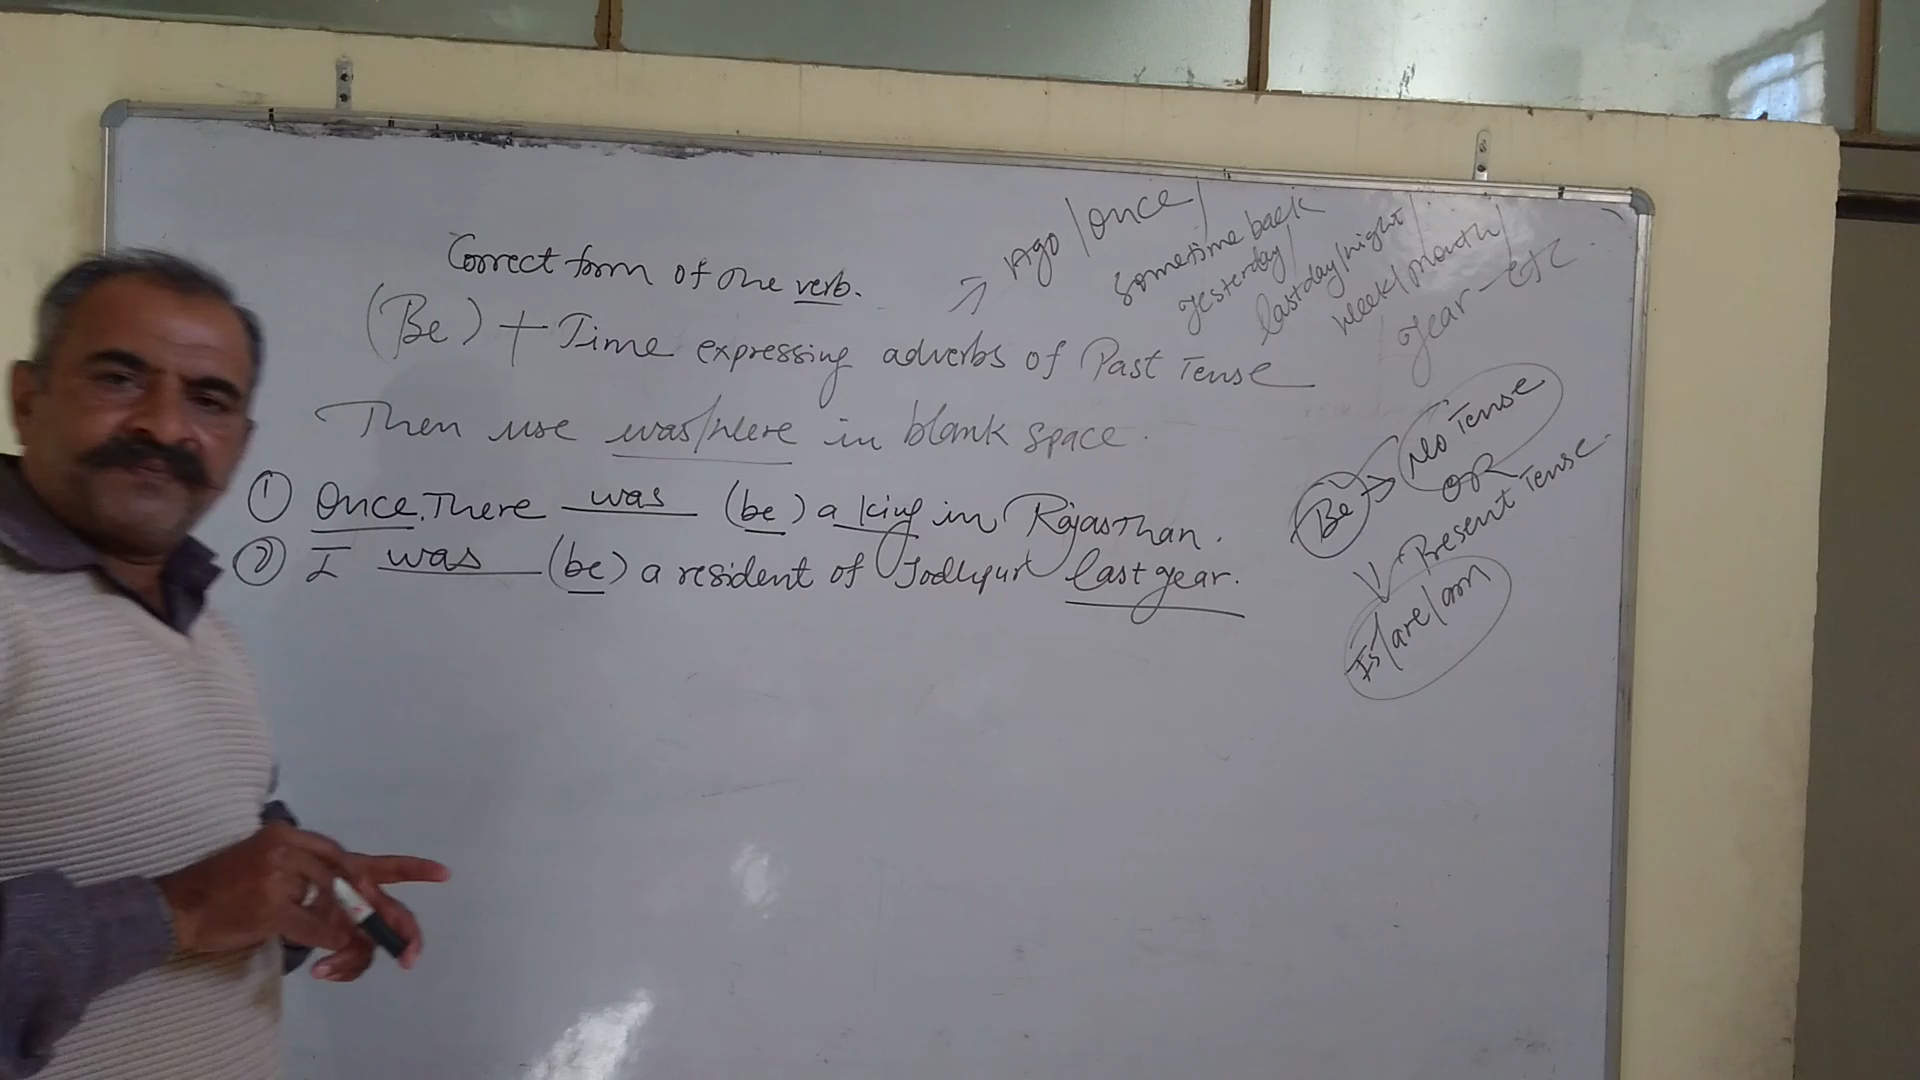 Correct form of the verb.
(Be) + Time expressing adverbs of Past Tense
→ Ago / once /
sometime back
yesterday /
last day / night /
week / month /
year - etc
Then use was/were in blank space.
① Once. There was (be) a king in Rajasthan.
② I was (be) a resident of Jodhpur last year.
Be → No Tense
OR
Present Tense.
Is/are/am